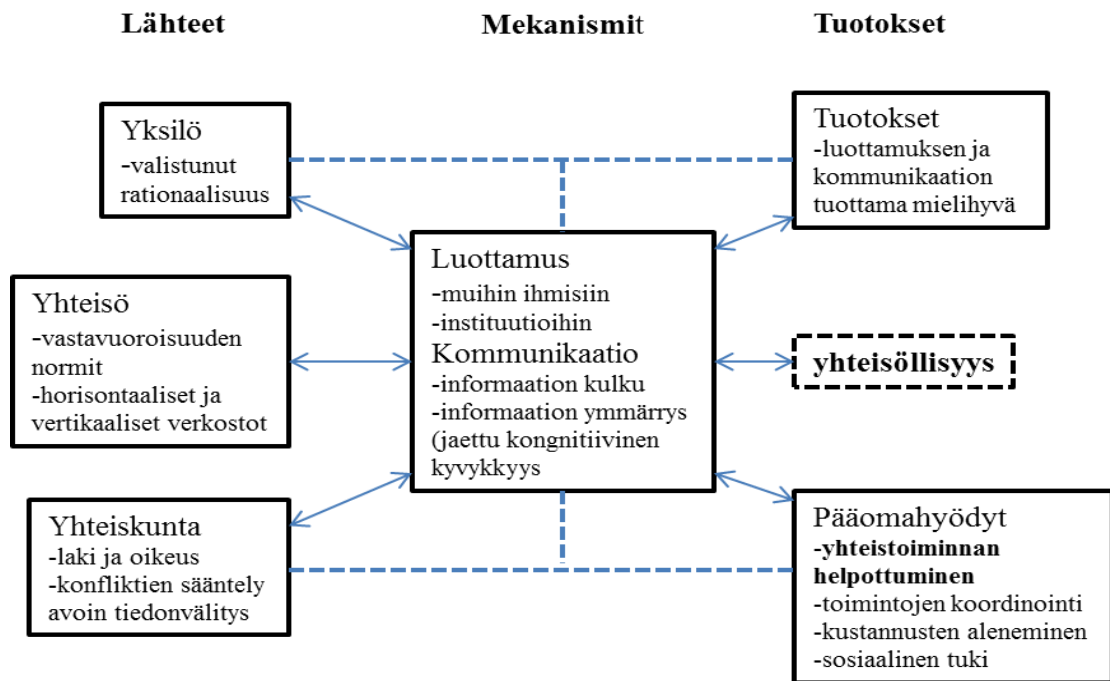 Lähteet
Mekanismit
Tuotokset
Yksilö
-valistunut
rationaalisuus
Yhteisö
-vastavuoroisuuden
normit
-horisontaaliset ja
vertikaaliset verkostot
Yhteiskunta
-laki ja oikeus
-konfliktien sääntely
avoin tiedonvälitys
Luottamus
-muihin ihmisiin
-instituutioihin
Kommunikaatio
-informaation kulku
-informaation ymmärrys
(jaettu kongnitiivinen
kyvykkyys
Tuotokset
-luottamuksen ja
kommunikaation
tuottama mielihyvä
yhteisöllisyys
Pääomahyödyt
-yhteistoiminnan
helpottuminen
-toimintojen koordinointi
-kustannusten aleneminen
-sosiaalinen tuki